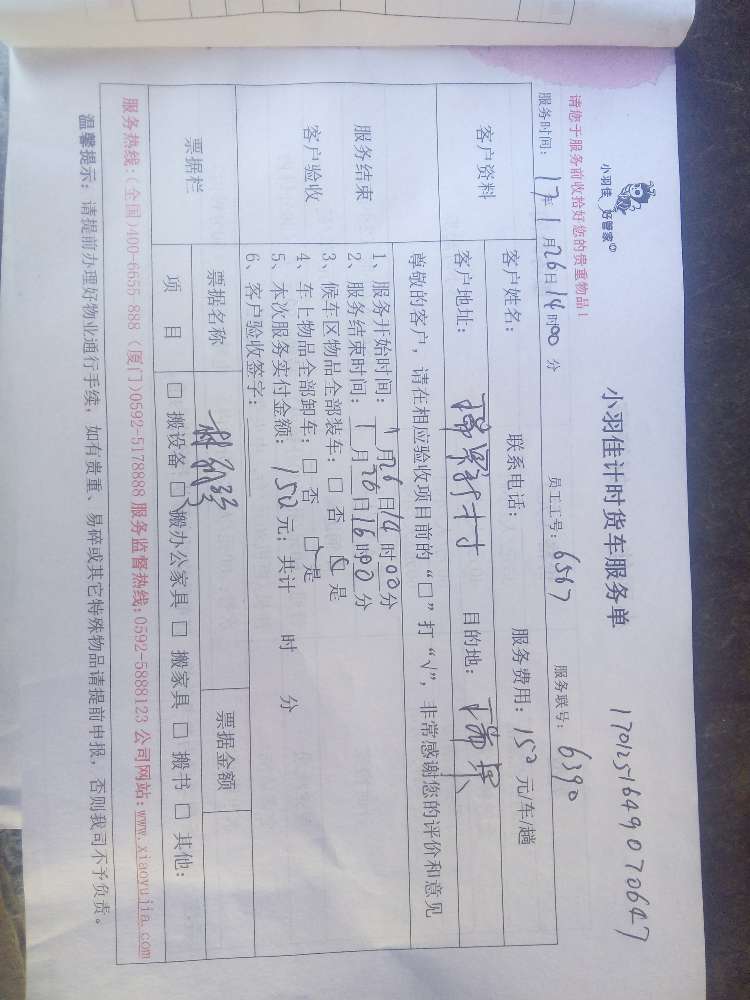 小羽佳 好管家®
小羽佳计时货车服务单
1701251649070647
请您于服务前收拾好您的贵重物品！
服务时间：17年1月26日14时00分 员工工号：6567 服务联号：6390
客户资料
客户姓名： 联系电话： 服务费用：150元/车/趟
客户地址： 目的地：
服务结束
客户验收
尊敬的客户，请在相应验收项目前的“□”打“√”，非常感谢您的评价和意见
1、服务开始时间：1月26日14时00分
2、服务结束时间：1月26日16时00分
3、候车区物品全部装车：□ 否 □ 是
4、车上物品全部卸车：□ 否 □ 是
5、本次服务实付金额：150元；共计 时 分
6、客户验收签字：
票据栏
票据名称 票据金额
项 目 □ 搬设备 □ 搬办公家具 □ 搬家具 □ 搬书 □ 其他：
服务热线：(全国)400-6655 888（厦门)0592-5178888 服务监督热线:0592-5888123 公司网站:www.xiaoyujia.com
温馨提示：请提前办理好物业通行手续，如有贵重、易碎或其它特殊物品请提前申报，否则我司不予负责。